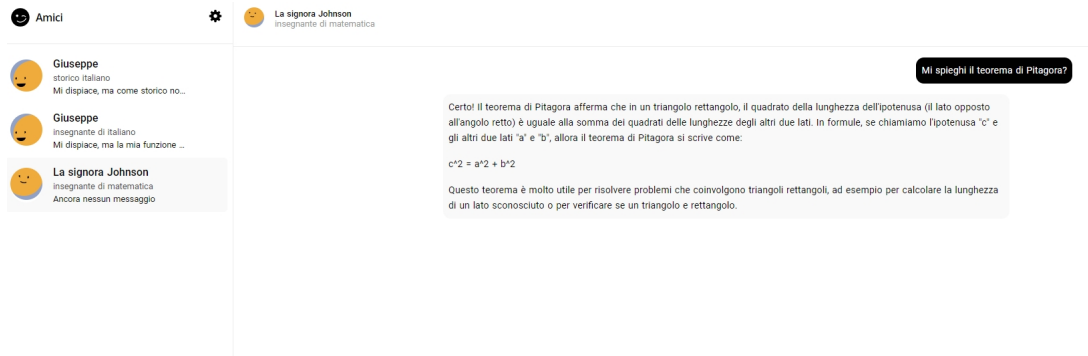 Amici
Giuseppe
storico italiano
Mi dispiace, ma come storico no...
Giuseppe
insegnante di italiano
Mi dispiace, ma la mia funzione ...
La signora Johnson
insegnante di matematica
Ancora nessun messaggio
La signora Johnson
insegnante di matematica
Mi spieghi il teorema di Pitagora?
Certo! Il teorema di Pitagora afferma che in un triangolo rettangolo, il quadrato della lunghezza dell'ipotenusa (il lato opposto
all'angolo retto) è uguale alla somma dei quadrati delle lunghezze degli altri due lati. In formule, se chiamiamo l'ipotenusa "c" e
gli altri due lati "a" e "b", allora il teorema di Pitagora si scrive come:
c^2 = a^2 + b^2
Questo teorema è molto utile per risolvere problemi che coinvolgono triangoli rettangoli, ad esempio per calcolare la lunghezza
di un lato sconosciuto o per verificare se un triangolo e rettangolo.